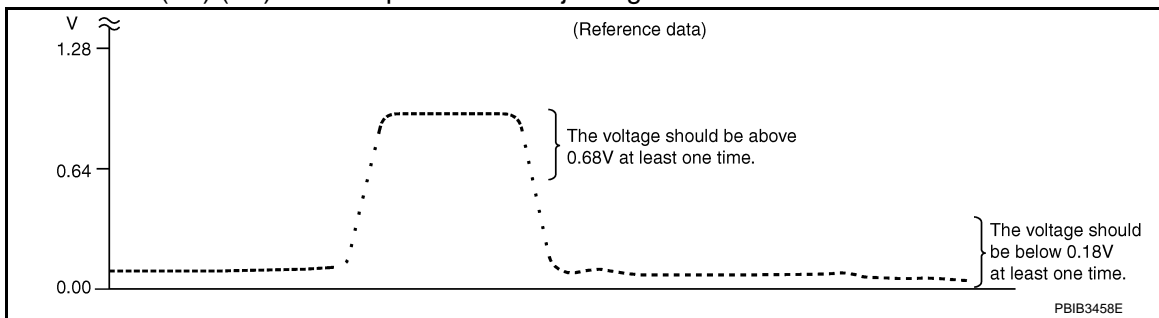 V
(Reference data)
1.28
The voltage should be above
0.68V at least one time.
0.64
The voltage should
be below 0.18V
at least one time.
0.00
PBIB3458E